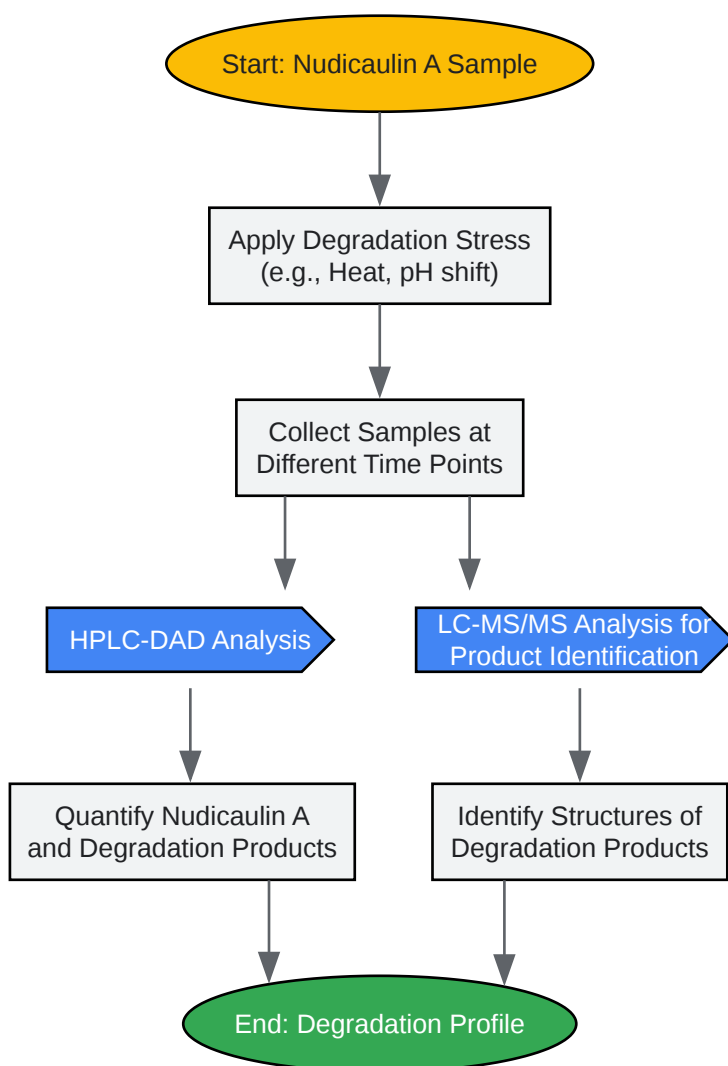 Start: Nudicaulin A Sample
Apply Degradation Stress
(e.g., Heat, pH shift)
Collect Samples at
Different Time Points
HPLC-DAD Analysis
LC-MS/MS Analysis for
Product Identification
Quantify Nudicaulin A
and Degradation Products
Identify Structures of
Degradation Products
End: Degradation Profile